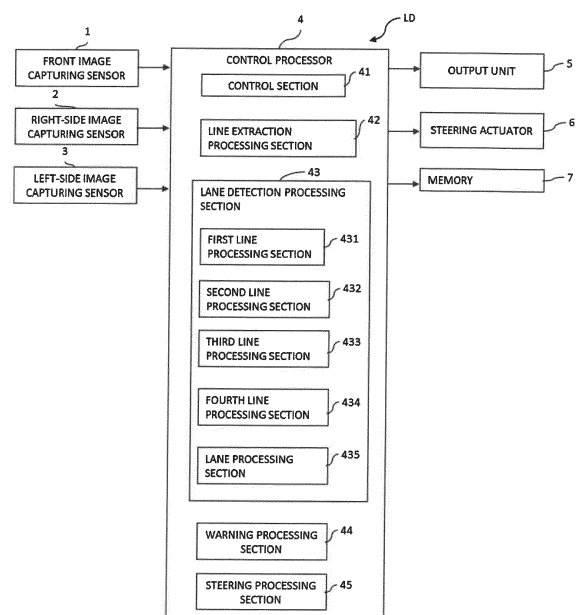 LD
1
FRONT IMAGE
CAPTURING SENSOR
2
RIGHT-SIDE IMAGE
CAPTURING SENSOR
3
LEFT-SIDE IMAGE
CAPTURING SENSOR
4
CONTROL PROCESSOR
41
CONTROL SECTION
42
LINE EXTRACTION
PROCESSING SECTION
43
LANE DETECTION PROCESSING
SECTION
431
FIRST LINE
PROCESSING SECTION
432
SECOND LINE
PROCESSING SECTION
433
THIRD LINE
PROCESSING SECTION
434
FOURTH LINE
PROCESSING SECTION
435
LANE PROCESSING
SECTION
44
WARNING PROCESSING
SECTION
STEERING PROCESSING
SECTION
45
OUTPUT UNIT
5
STEERING ACTUATOR
6
MEMORY
7